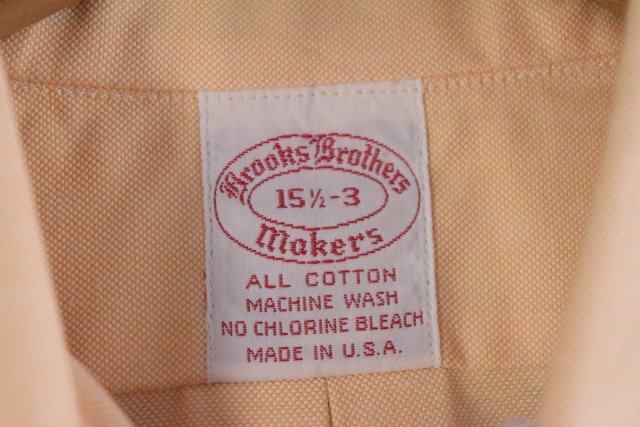 Brooks Brothers
15½-3
Makers
ALL COTTON
MACHINE WASH
NO CHLORINE BLEACH
MADE IN U.S.A.